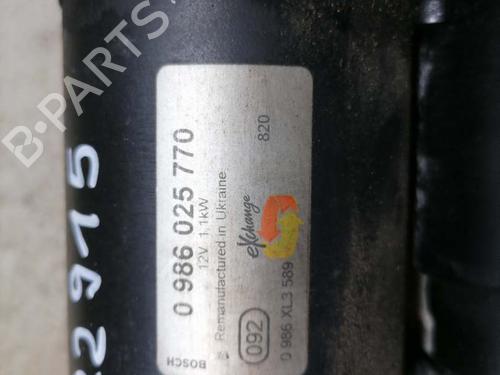 B-PARTS
2915
0 986 025 770
12V 1,1kW
Remanufactured in Ukraine
820
eXchange
BOSCH
092
0 986 XL3 589